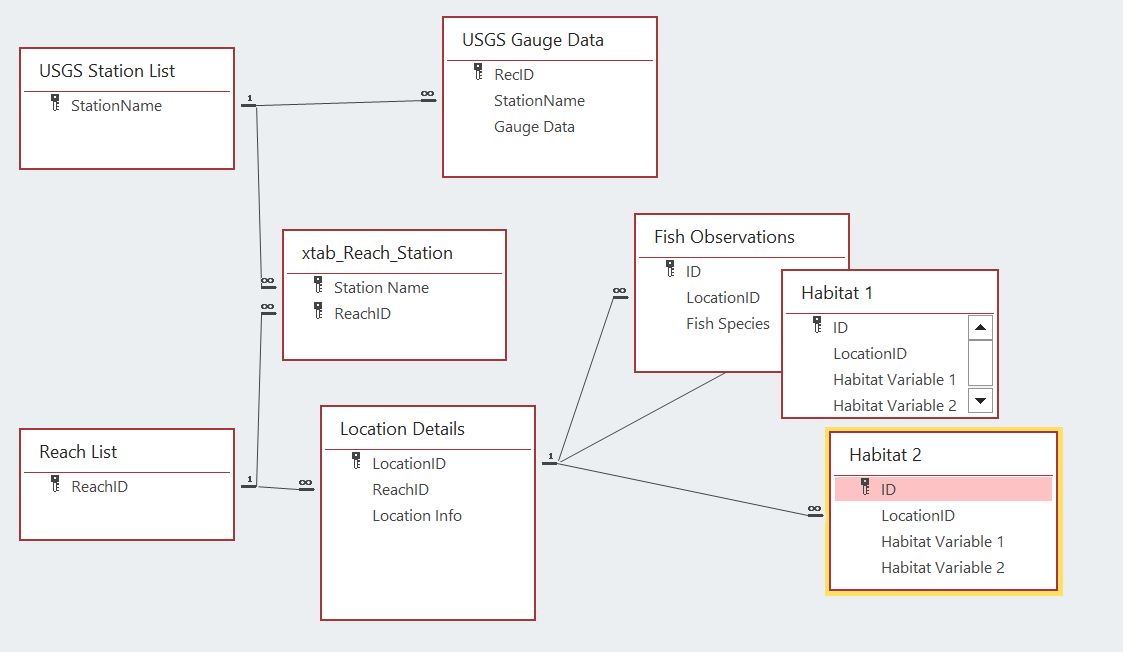 USGS Station List
StationName
1
∞
USGS Gauge Data
RecID
StationName
Gauge Data
xtab_Reach_Station
∞
Station Name
∞
ReachID
Reach List
ReachID
1
∞
Location Details
LocationID
ReachID
Location Info
1
∞
Fish Observations
ID
LocationID
Fish Species
Habitat 1
ID
LocationID
Habitat Variable 1
Habitat Variable 2
∞
Habitat 2
ID
LocationID
Habitat Variable 1
Habitat Variable 2